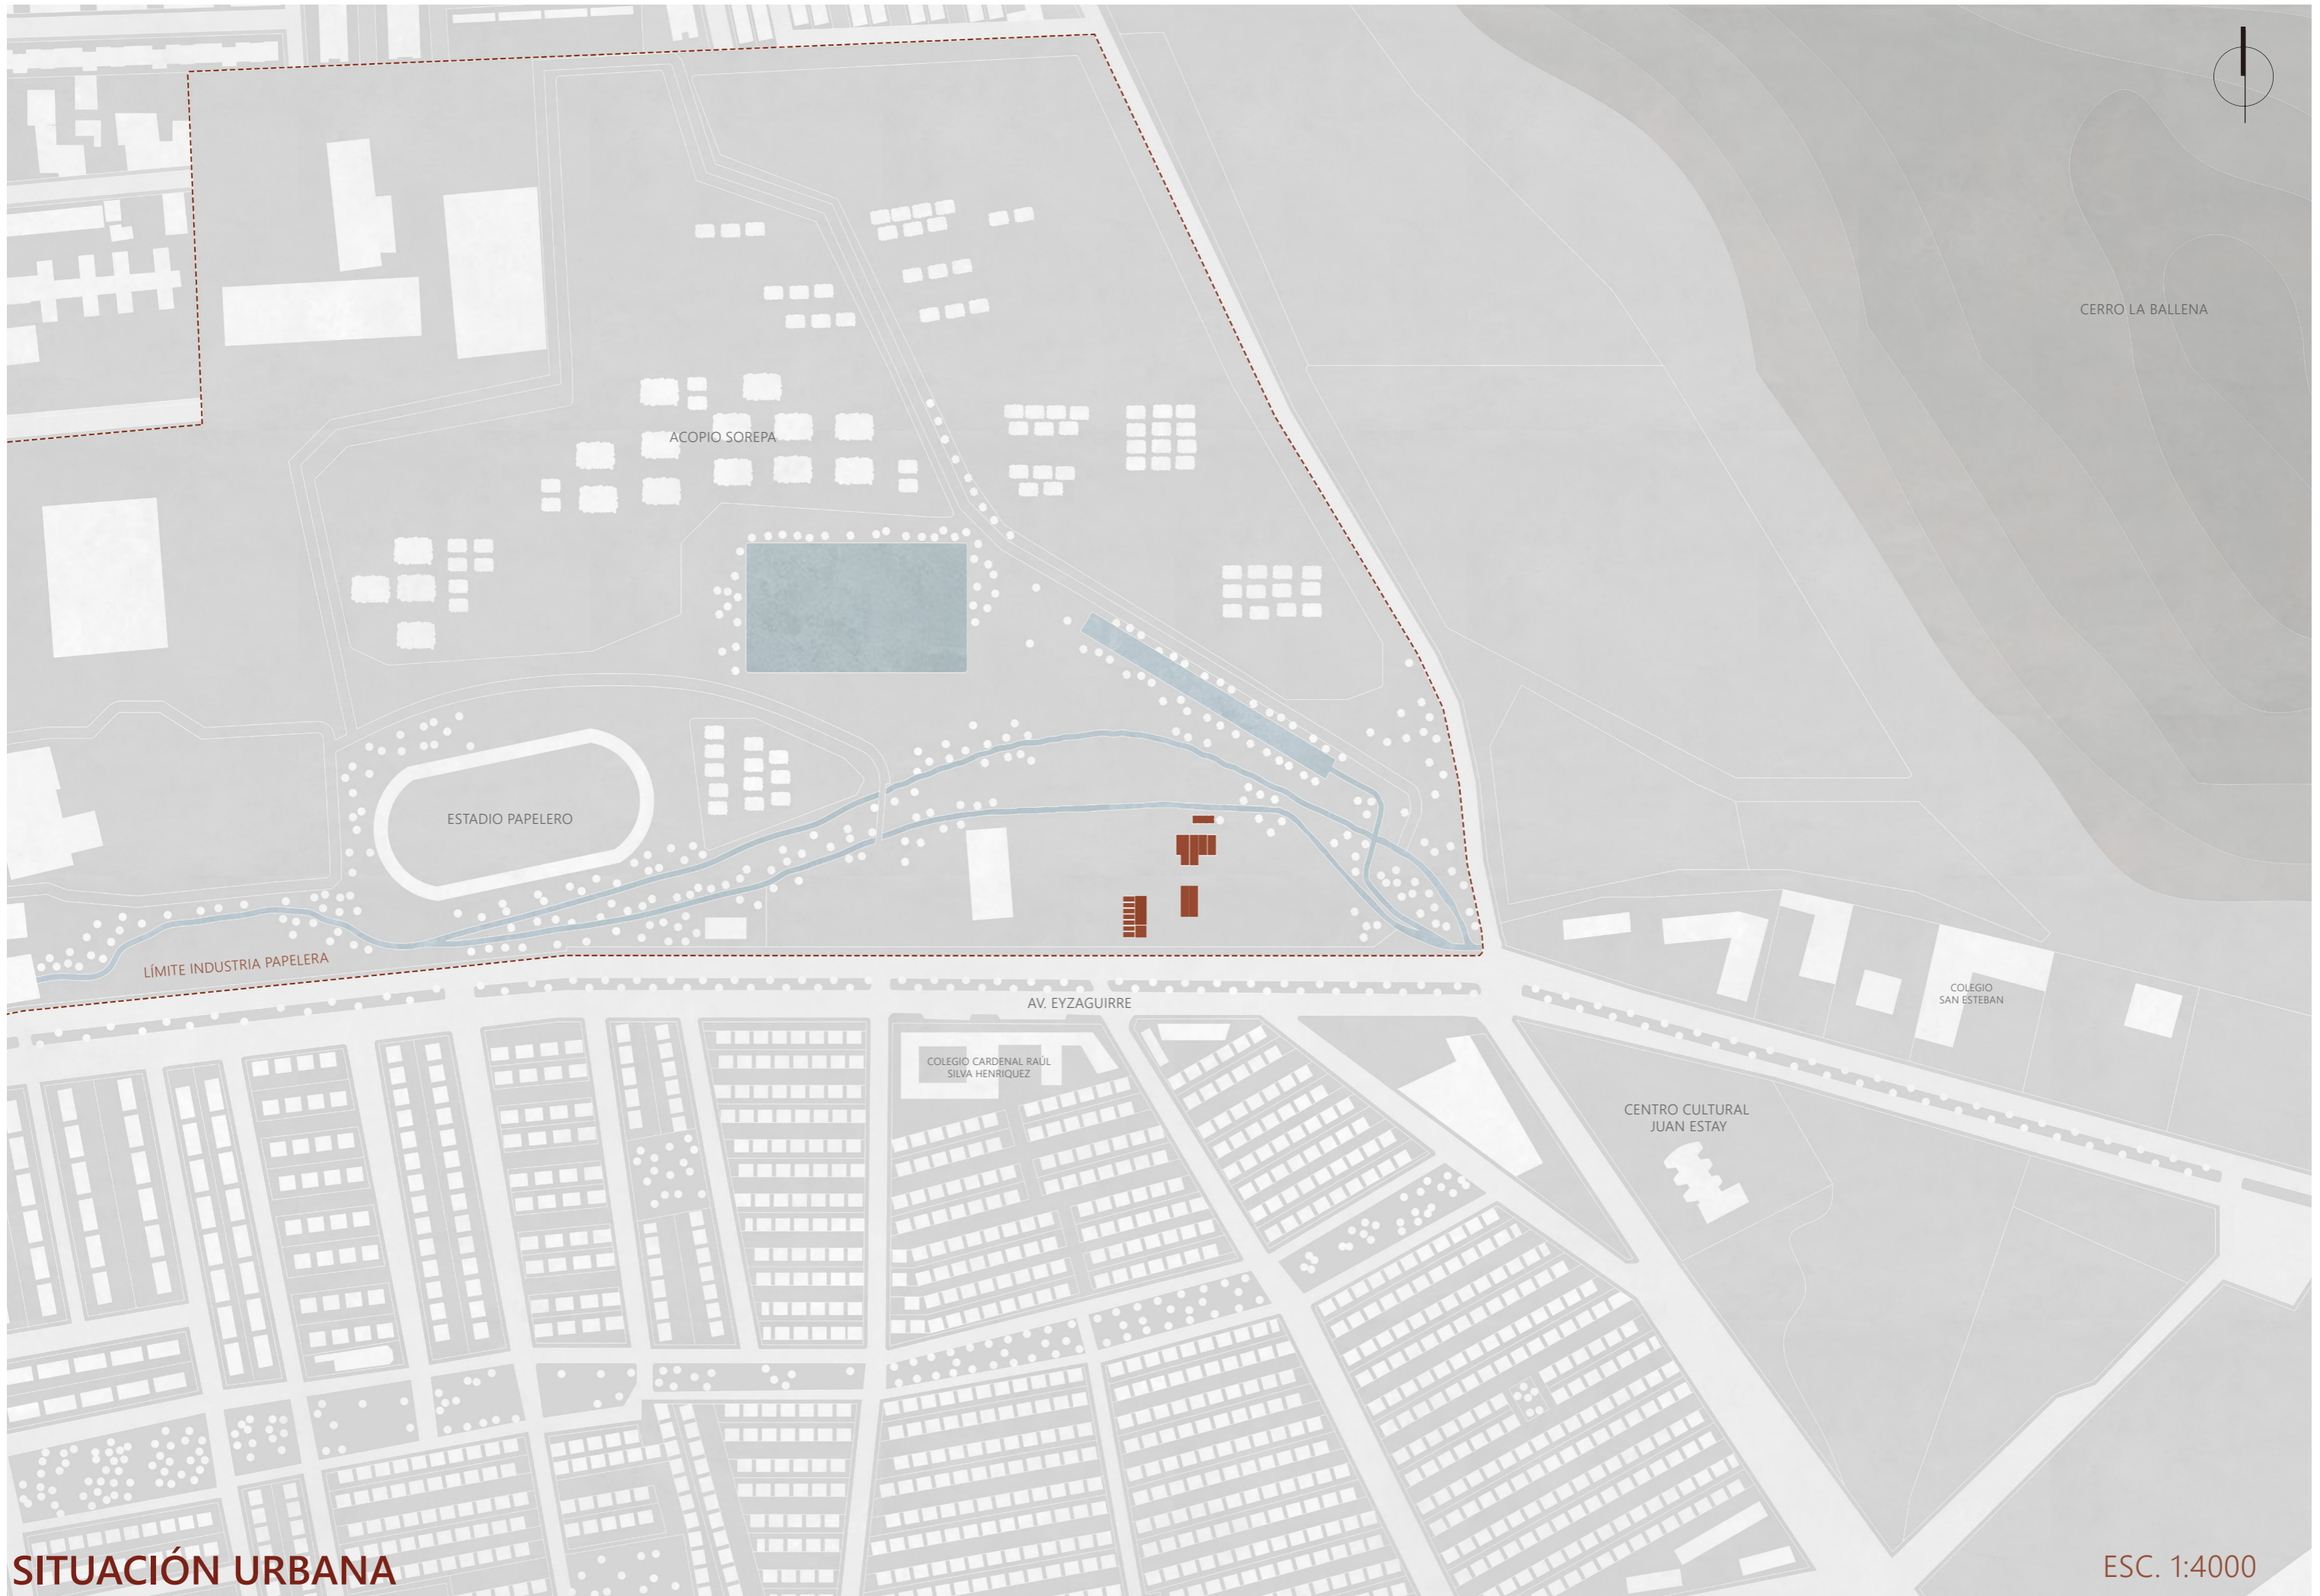 CERRO LA BALLENA
ACOPIO SOREPA
ESTADIO PAPELERO
LÍMITE INDUSTRIA PAPELERA
AV. EYZAGUIRRE
COLEGIO
SAN ESTEBAN
COLEGIO CARDENAL RAÚL
SILVA HENRIQUEZ
CENTRO CULTURAL
JUAN ESTAY
SITUACIÓN URBANA
ESC. 1:4000